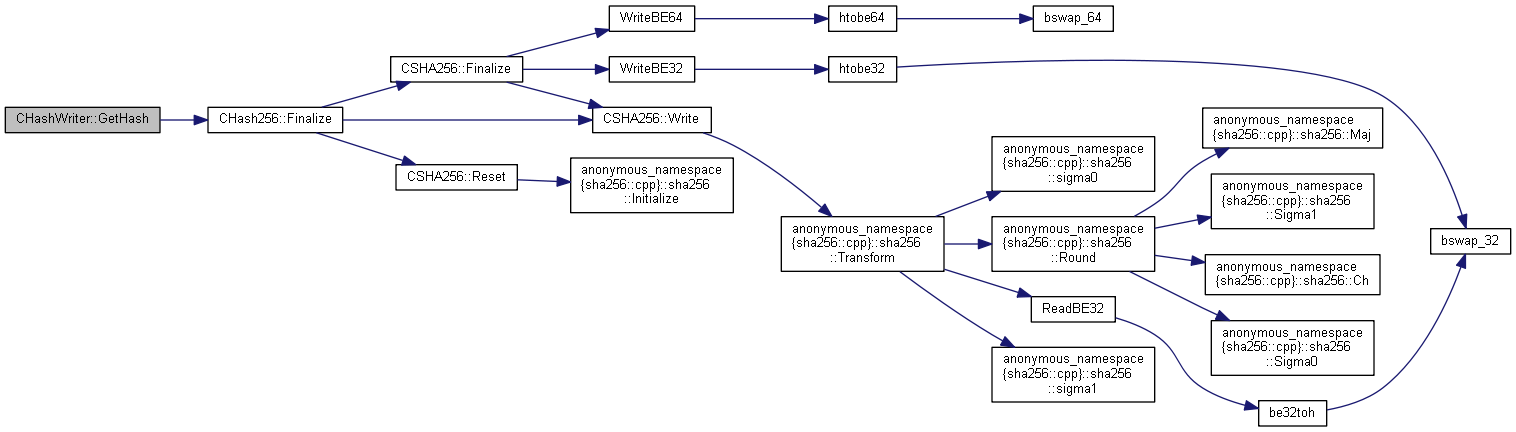 WriteBE64
htobe64
bswap_64
CSHA256::Finalize
WriteBE32
htobe32
CHashWriter::GetHash
CHash256::Finalize
CSHA256::Write
CSHA256::Reset
anonymous_namespace
{sha256::cpp}::sha256
::Initialize
anonymous_namespace
{sha256::cpp}::sha256
::Transform
anonymous_namespace
{sha256::cpp}::sha256
::sigma0
anonymous_namespace
{sha256::cpp}::sha256
::Round
ReadBE32
anonymous_namespace
{sha256::cpp}::sha256
::sigma1
anonymous_namespace
{sha256::cpp}::sha256::Maj
anonymous_namespace
{sha256::cpp}::sha256
::Sigma1
anonymous_namespace
{sha256::cpp}::sha256::Ch
anonymous_namespace
{sha256::cpp}::sha256
::Sigma0
be32toh
bswap_32